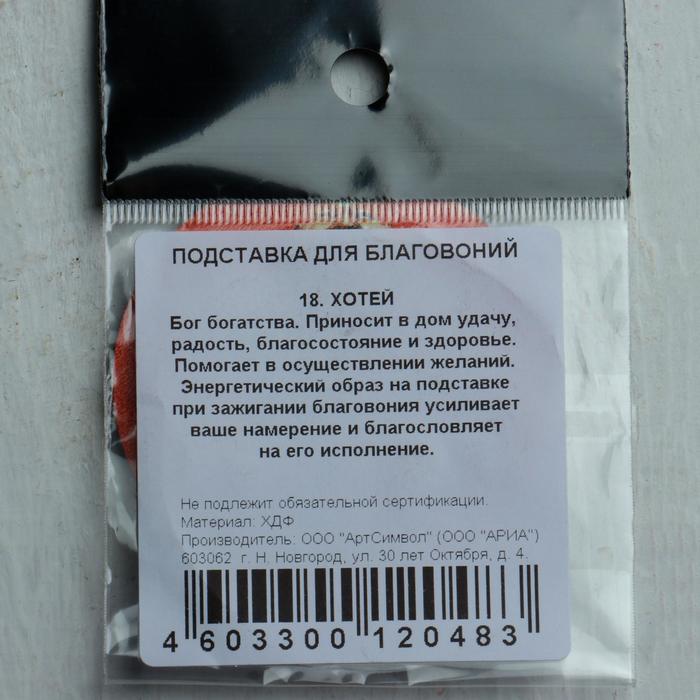 ПОДСТАВКА ДЛЯ БЛАГОВОНИЙ
18. ХОТЕЙ
Бог богатства. Приносит в дом удачу,
радость, благосостояние и здоровье.
Помогает в осуществлении желаний.
Энергетический образ на подставке
при зажигании благовония усиливает
ваше намерение и благословляет
на его исполнение.
Не подлежит обязательной сертификации.
Материал: ХДФ
Производитель: ООО "АртСимвол" (ООО "АРИА")
603062 г. Н. Новгород, ул. 30 лет Октября, д. 4.
4 603300 120483